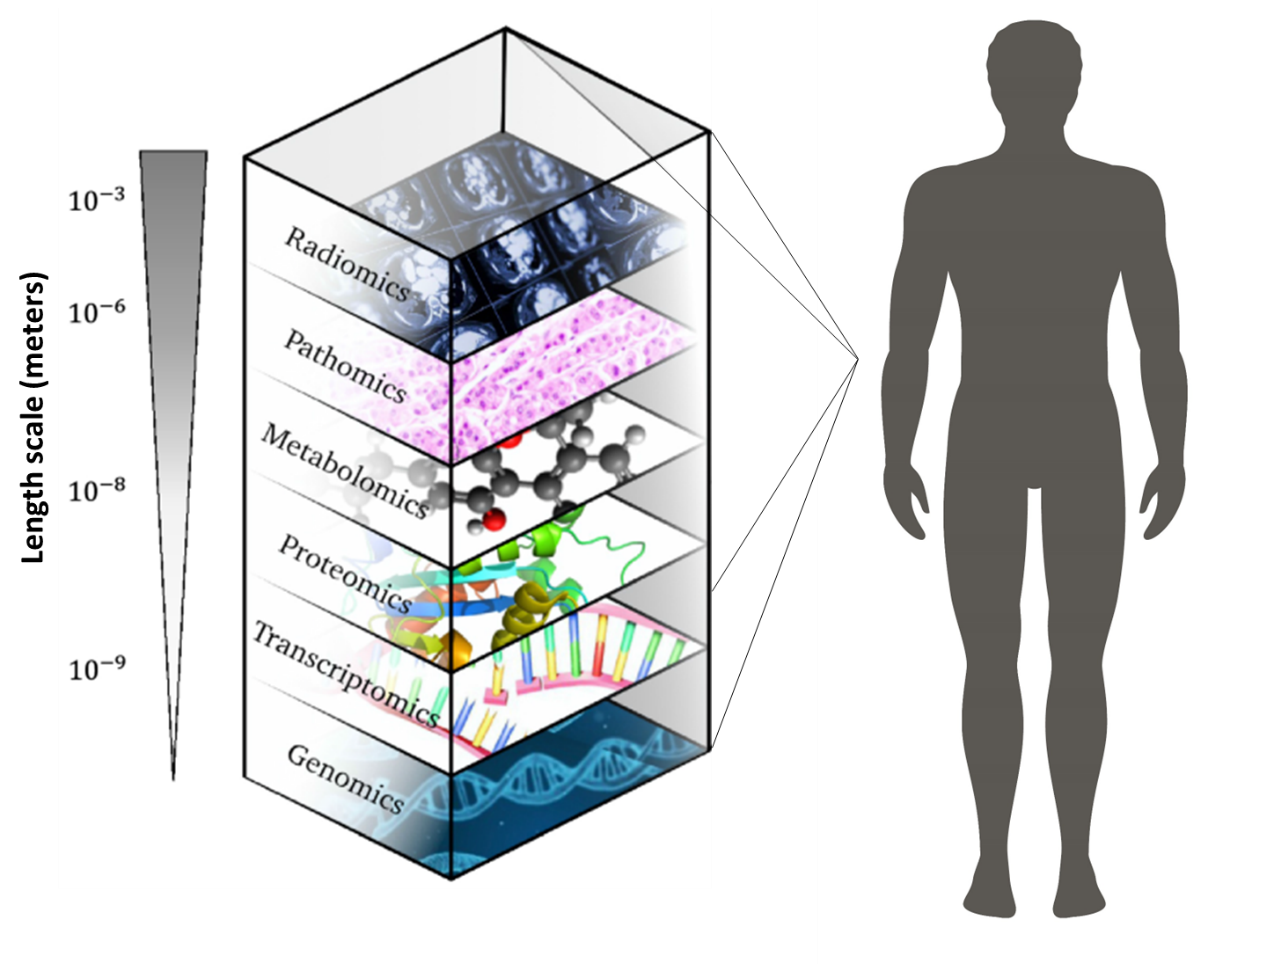 Length scale (meters)
10⁻³
10⁻⁶
10⁻⁸
10⁻⁹
Radiomics
Pathomics
Metabolomics
Proteomics
Transcriptomics
Genomics